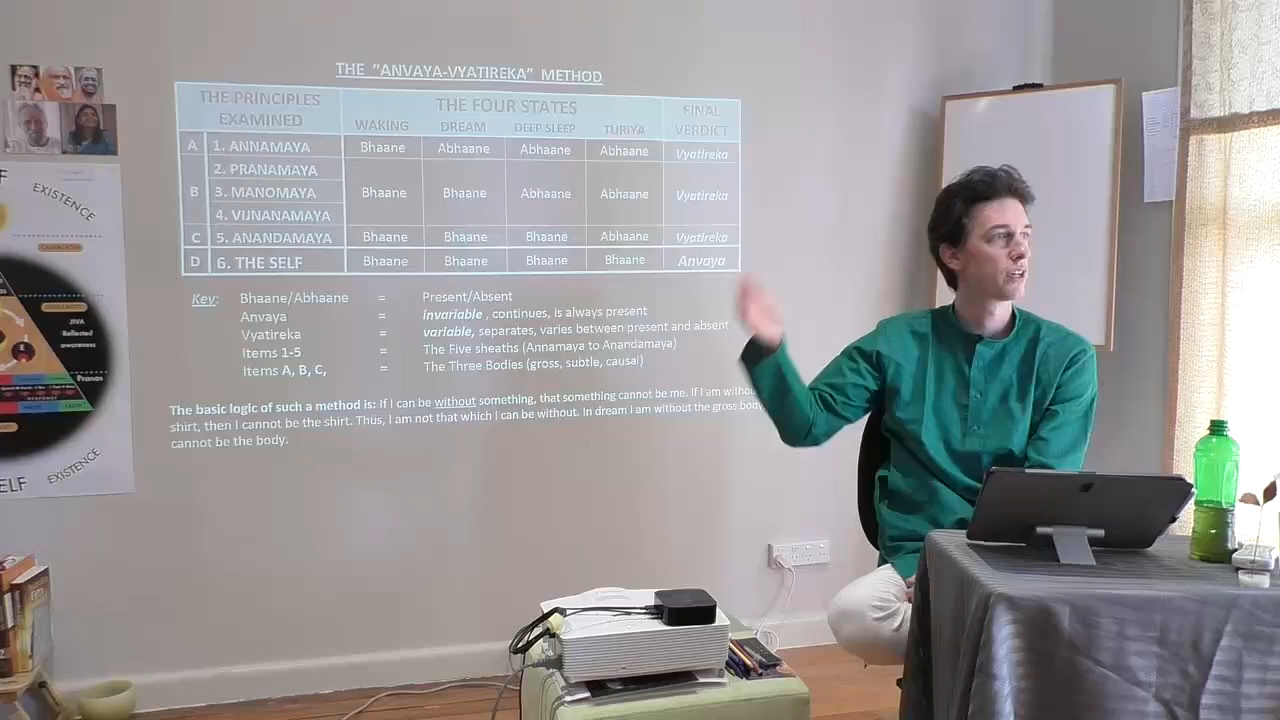 THE "ANVAYA-VYATIREKA" METHOD
THE PRINCIPLES EXAMINED
THE FOUR STATES
FINAL VERDICT
WAKING DREAM DEEP SLEEP TURIYA
A 1. ANNAMAYA Bhaane Abhaane Abhaane Abhaane Vyatireka
2. PRANAMAYA
B 3. MANOMAYA Bhaane Bhaane Abhaane Abhaane Vyatireka
4. VIJNANAMAYA
C 5. ANANDAMAYA Bhaane Bhaane Bhaane Abhaane Vyatireka
D 6. THE SELF Bhaane Bhaane Bhaane Bhaane Anvaya
Key: Bhaane/Abhaane = Present/Absent
Anvaya = invariable , continues, is always present
Vyatireka = variable, separates, varies between present and absent
Items 1-5 = The Five sheaths (Annamaya to Anandamaya)
Items A, B, C, = The Three Bodies (gross, subtle, causal)
The basic logic of such a method is: If I can be without something, that something cannot be me. If I am withou
shirt, then I cannot be the shirt. Thus, I am not that which I can be without. In dream I am without the gross body,
cannot be the body.
EXISTENCE
JIVA
Reflected
awareness
Pranas
EXISTENCE
ELF